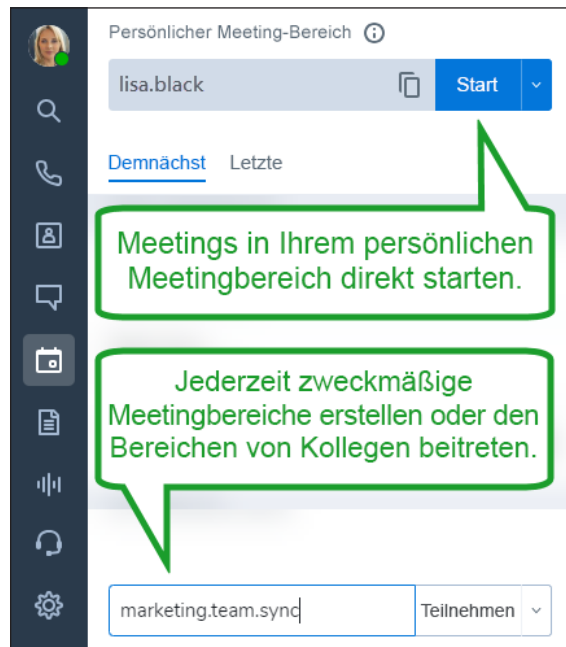 Persönlicher Meeting-Bereich
lisa.black
Start
Demnächst Letzte
Meetings in Ihrem persönlichen
Meetingbereich direkt starten.
Jederzeit zweckmäßige
Meetingbereiche erstellen oder den
Bereichen von Kollegen beitreten.
marketing.team.sync
Teilnehmen